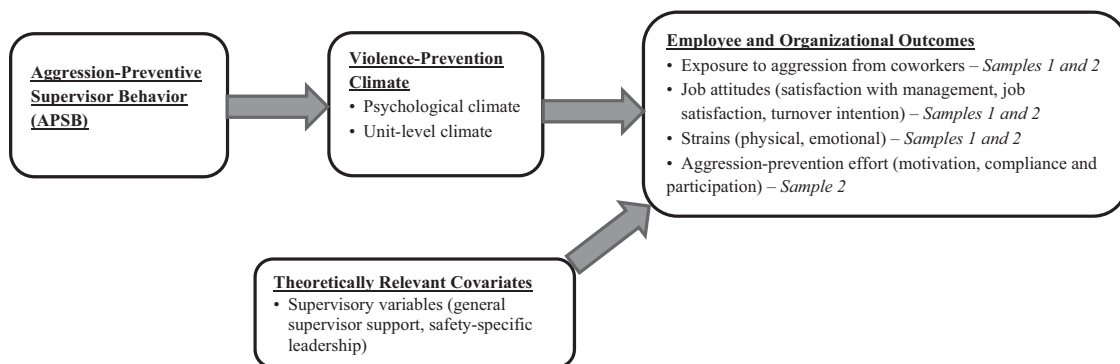 Aggression-Preventive
Supervisor Behavior
(APSB)
Violence-Prevention
Climate
• Psychological climate
• Unit-level climate
Employee and Organizational Outcomes
• Exposure to aggression from coworkers – Samples 1 and 2
• Job attitudes (satisfaction with management, job
satisfaction, turnover intention) – Samples 1 and 2
• Strains (physical, emotional) – Samples 1 and 2
• Aggression-prevention effort (motivation, compliance and
participation) – Sample 2
Theoretically Relevant Covariates
• Supervisory variables (general
supervisor support, safety-specific
leadership)